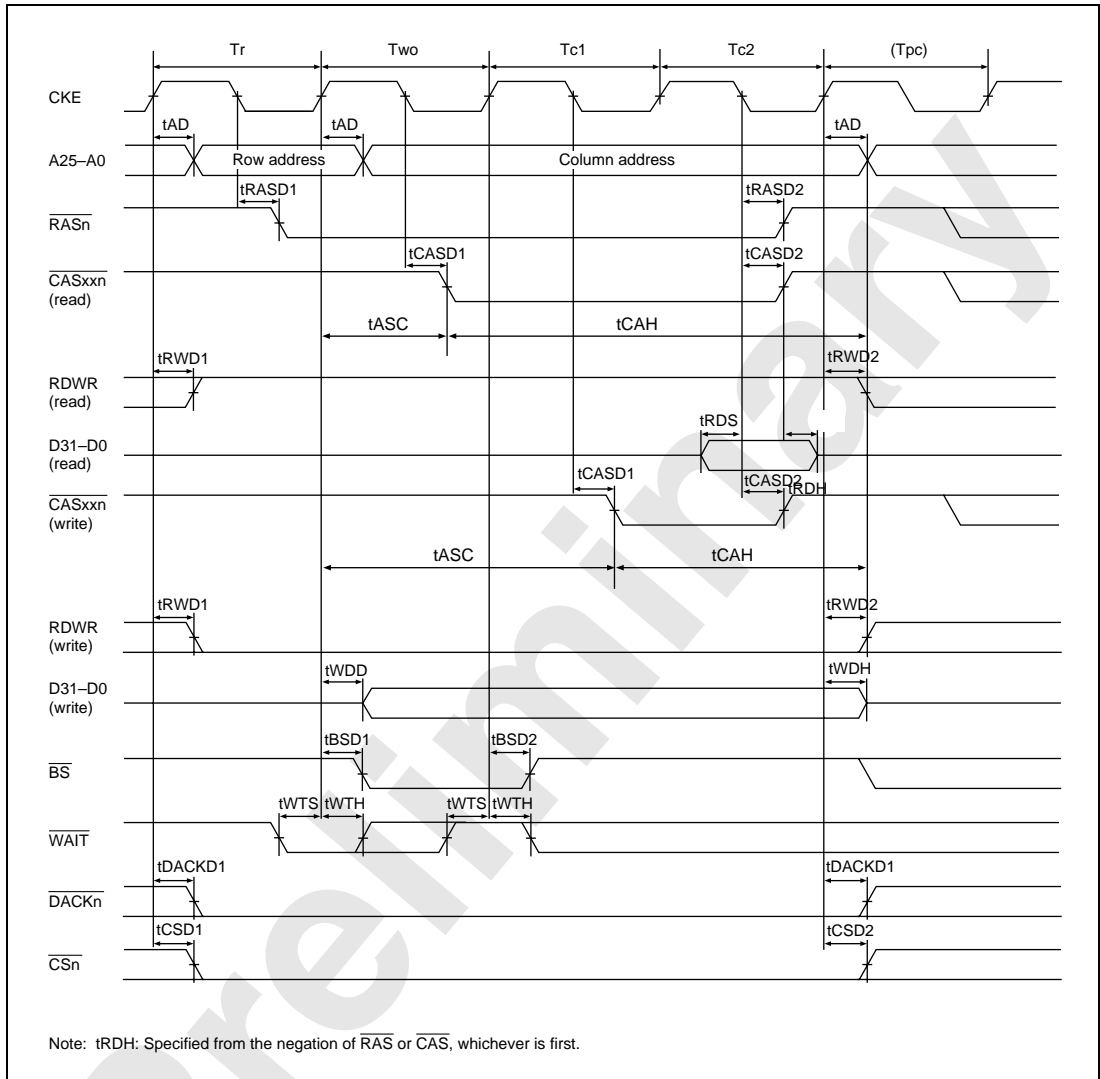 Tr Two Tc1 Tc2 (Tpc)
CKE
tAD tAD tAD
A25–A0 Row address Column address
tRASD1 tRASD2
RASn
tCASD1 tCASD2
CASxxn
(read)
tASC tCAH
tRWD1 tRWD2
RDWR
(read)
tRDS
D31–D0
(read)
tCASD1 tCASD2
tRDH
CASxxn
(write)
tASC tCAH
tRWD1 tRWD2
RDWR
(write)
tWDD tWDH
D31–D0
(write)
tBSD1 tBSD2
BS
tWTS tWTH tWTS tWTH
WAIT
tDACKD1 tDACKD1
DACKn
tCSD1 tCSD2
CSn
Note: tRDH: Specified from the negation of RAS or CAS, whichever is first.
Preliminary